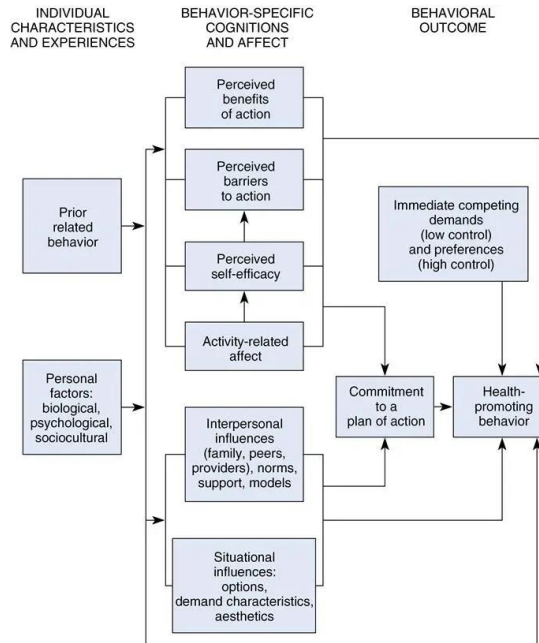 INDIVIDUAL
CHARACTERISTICS
AND EXPERIENCES
BEHAVIOR-SPECIFIC
COGNITIONS
AND AFFECT
BEHAVIORAL
OUTCOME
Perceived
benefits
of action
Perceived
barriers
to action
Prior
related
behavior
Immediate competing
demands
(low control)
and preferences
(high control)
Perceived
self-efficacy
Activity-related
affect
Personal
factors:
biological,
psychological,
sociocultural
Commitment
to a
plan of action
Health-
promoting
behavior
Interpersonal
influences
(family, peers,
providers), norms,
support, models
Situational
influences:
options,
demand characteristics,
aesthetics